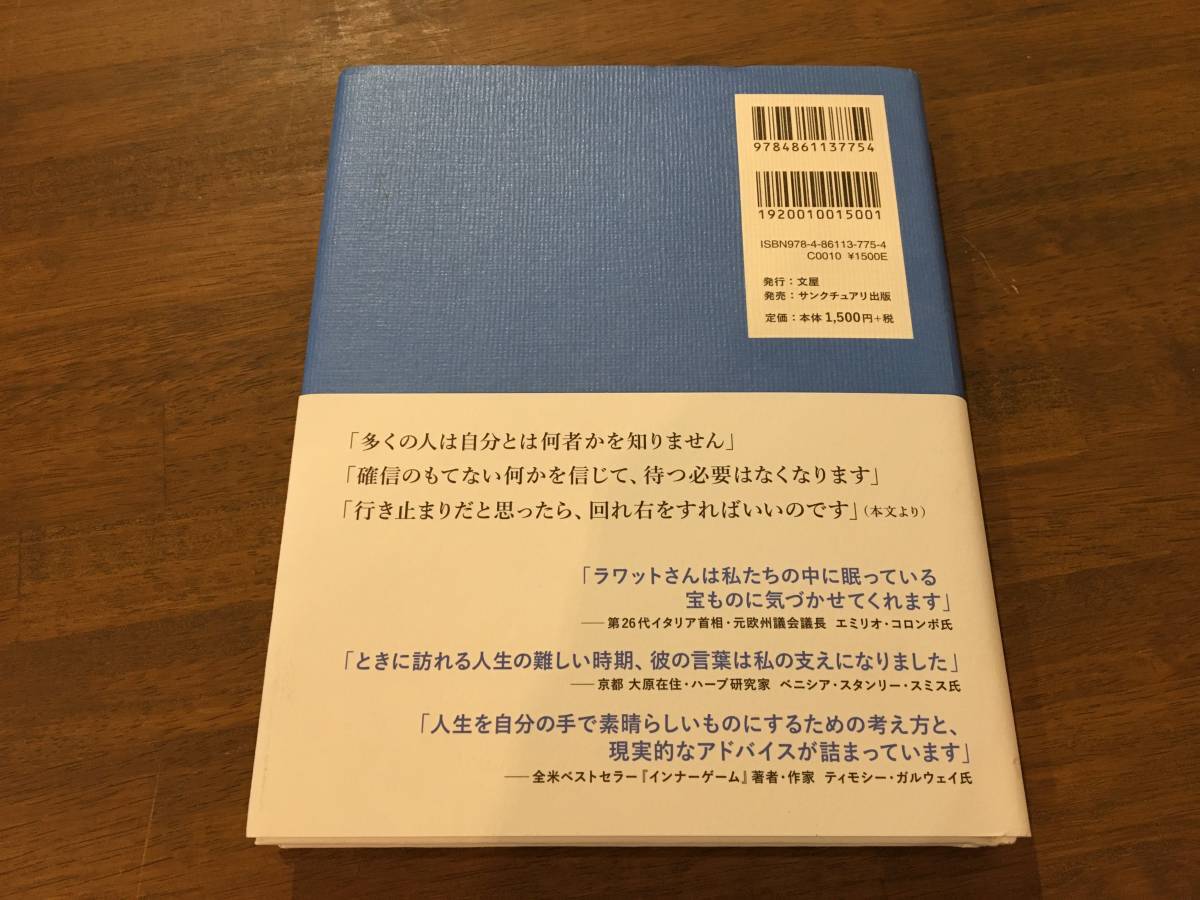 9784861137754
1920010015001
ISBN978-4-86113-775-4
C0010 ¥1500E
発行：文屋
発売：サンクチュアリ出版
定価：本体1,500円+税
「多くの人は自分とは何者かを知りません」
「確信のもてない何かを信じて、待つ必要はなくなります」
「行き止まりだと思ったら、回れ右をすればいいのです」（本文より）
「ラワットさんは私たちの中に眠っている
宝ものに気づかせてくれます」
――第26代イタリア首相・元欧州議会議長 エミリオ・コロンボ氏
「ときに訪れる人生の難しい時期、彼の言葉は私の支えになりました」
――京都 大原在住・ハーブ研究家 ベニシア・スタンリー・スミス氏
「人生を自分の手で素晴らしいものにするための考え方と、
現実的なアドバイスが詰まっています」
――全米ベストセラー『インナーゲーム』著者・作家 ティモシー・ガルウェイ氏